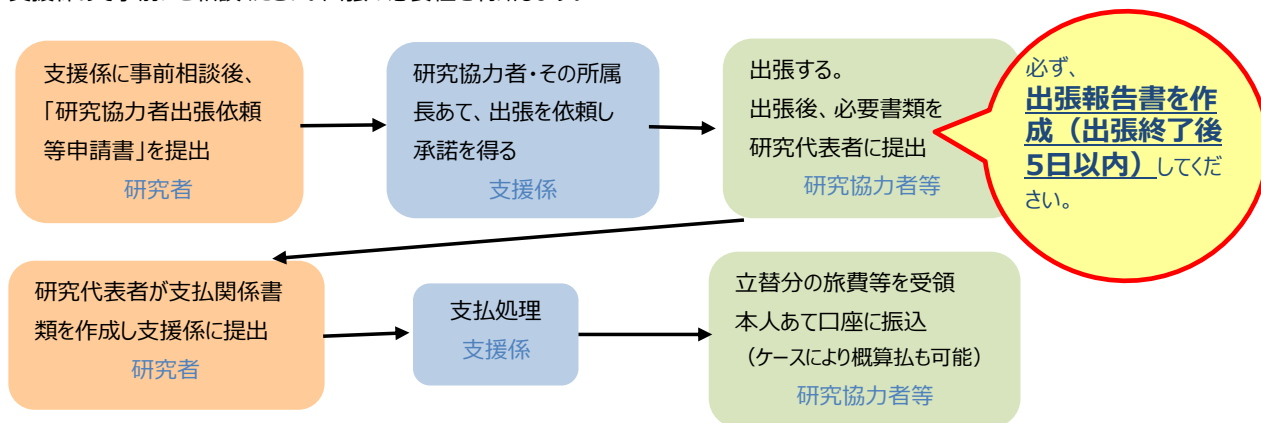 支援係に事前相談後、
「研究協力者出張依頼
等申請書」を提出
研究者
研究協力者・その所属
長あて、出張を依頼し
承諾を得る
支援係
出張する。
出張後、必要書類を
研究代表者に提出
研究協力者等
必ず、
出張報告書を作
成（出張終了後
5日以内）してくだ
さい。
研究代表者が支払関係書
類を作成し支援係に提出
研究者
支払処理
支援係
立替分の旅費等を受領
本人あて口座に振込
（ケースにより概算払も可能）
研究協力者等